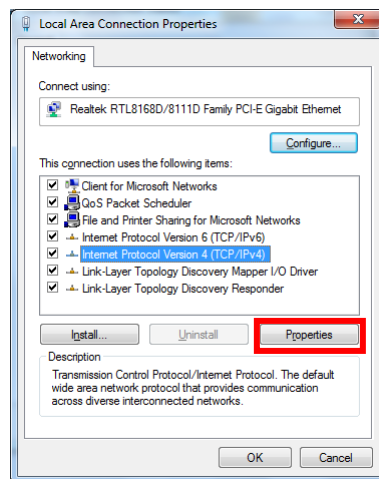 Local Area Connection Properties
Networking
Connect using:
Realtek RTL8168D/8111D Family PCI-E Gigabit Ethernet
Configure...
This connection uses the following items:
Client for Microsoft Networks
QoS Packet Scheduler
File and Printer Sharing for Microsoft Networks
Internet Protocol Version 6 (TCP/IPv6)
Internet Protocol Version 4 (TCP/IPv4)
Link-Layer Topology Discovery Mapper I/O Driver
Link-Layer Topology Discovery Responder
Install...
Uninstall
Properties
Description
Transmission Control Protocol/Internet Protocol. The default
wide area network protocol that provides communication
across diverse interconnected networks.
OK
Cancel